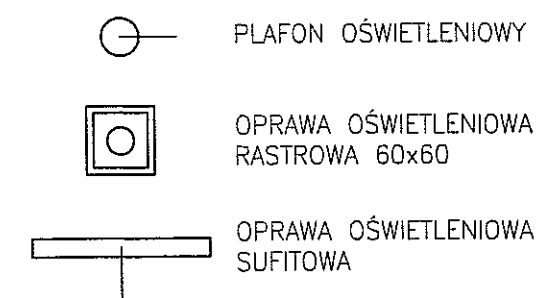 PLAFON OŚWIETLENIOWY
OPRAWA OŚWIETLENIOWA
RASTROWA 60x60
OPRAWA OŚWIETLENIOWA
SUFITOWA